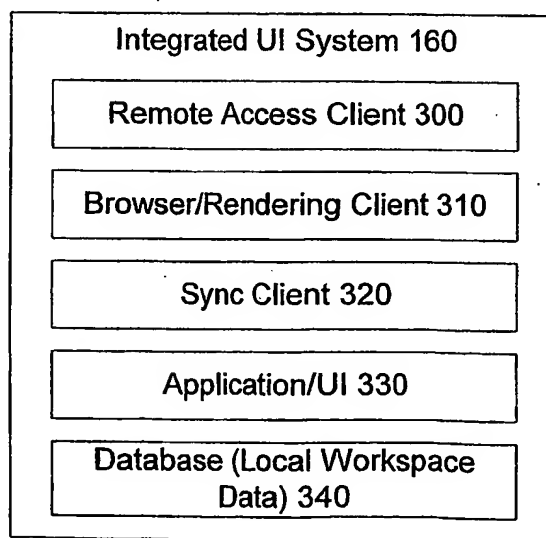 Integrated UI System 160
Remote Access Client 300
Browser/Rendering Client 310
Sync Client 320
Application/UI 330
Database (Local Workspace
Data) 340